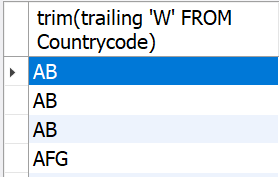 trim(trailing 'W' FROM
Countrycode)
AB
AB
AB
AFG